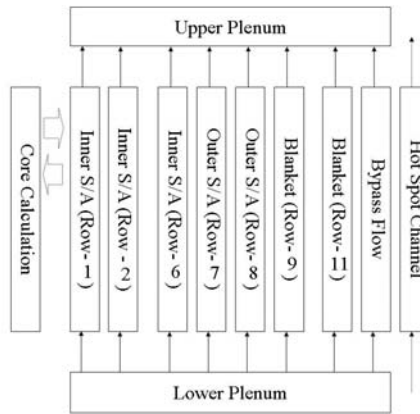 Upper Plenum
Core Calculation
Inner S/A (Row- 1 )
Inner S/A (Row - 2 )
Inner S/A (Row- 6 )
Outer S/A (Row- 7 )
Outer S/A (Row- 8 )
Blanket (Row- 9 )
Blanket (Row- 11 )
Bypass Flow
Hot Spot Channel
Lower Plenum